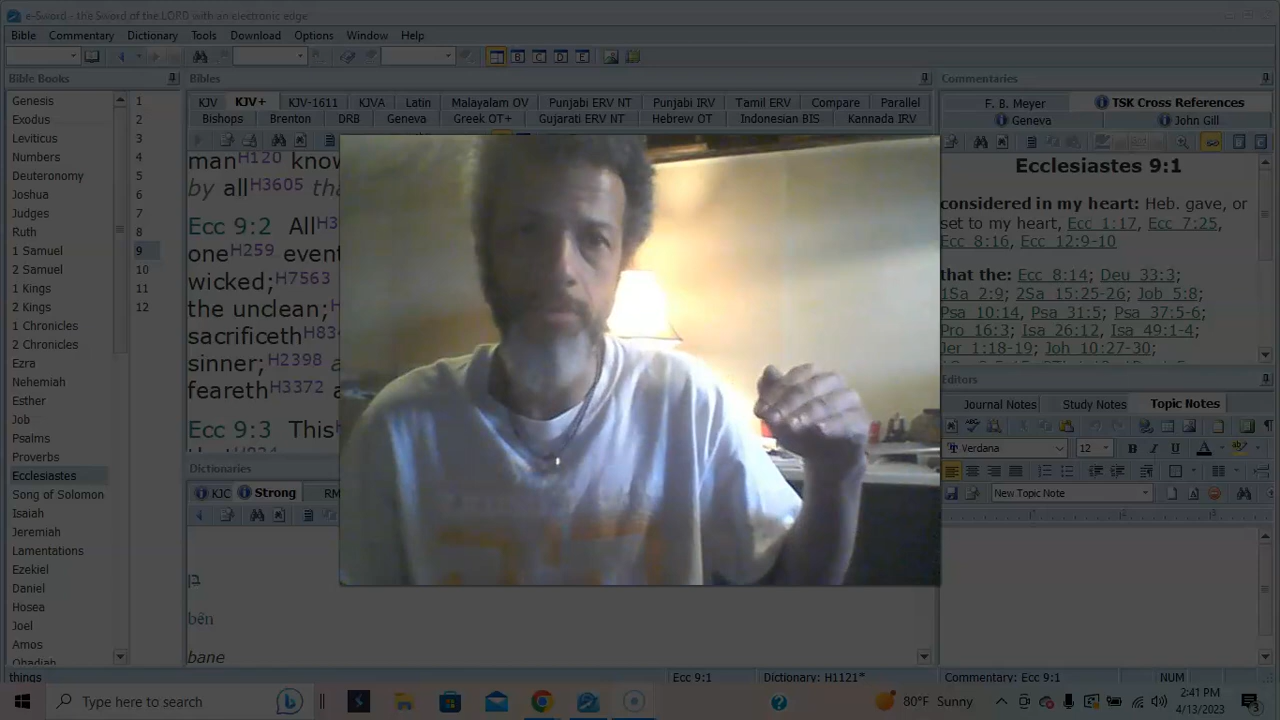 e-Sword - the Sword of the LORD with an electronic edge
Bible Commentary Dictionary Tools Download Options Window Help
B C D E
Bible Books
Genesis
Exodus
Leviticus
Numbers
Deuteronomy
Joshua
Judges
Ruth
1 Samuel
2 Samuel
1 Kings
2 Kings
1 Chronicles
2 Chronicles
Ezra
Nehemiah
Esther
Job
Psalms
Proverbs
Ecclesiastes
Song of Solomon
Isaiah
Jeremiah
Lamentations
Ezekiel
Daniel
Hosea
Joel
Amos
Obadiah
1
2
3
4
5
6
7
8
9
10
11
12
Bibles
KJV KJV+ KJV-1611 KJVA Latin Malayalam OV Punjabi ERV NT Punjabi IRV Tamil ERV Compare Parallel
Bishops Brenton DRB Geneva Greek OT+ Gujarati ERV NT Hebrew OT Indonesian BIS Kannada IRV
man H120 know
by all H3605 tha
Ecc 9:2 All H3
one H259 event
wicked; H7563
the unclean;
sacrificeth H83
sinner; H2398 a
feareth H3372 a
Ecc 9:3 This
Dictionaries
KJC Strong RM
בּן
bên
bane
Commentaries
F. B. Meyer TSK Cross References
Geneva John Gill
Ecclesiastes 9:1
considered in my heart: Heb. gave, or
set to my heart, Ecc 1:17, Ecc 7:25,
Ecc 8:16, Ecc 12:9-10
that the: Ecc 8:14; Deu 33:3;
1Sa 2:9; 2Sa 15:25-26; Job 5:8;
Psa 10:14, Psa 31:5; Psa 37:5-6;
Pro 16:3; Isa 26:12, Isa 49:1-4;
Jer 1:18-19; Joh 10:27-30;
Editors
Journal Notes Study Notes Topic Notes
Verdana 12 B I U A
New Topic Note
things
Ecc 9:1 Dictionary: H1121* Commentary: Ecc 9:1 NUM
Type here to search
80°F Sunny
2:41 PM
4/13/2023